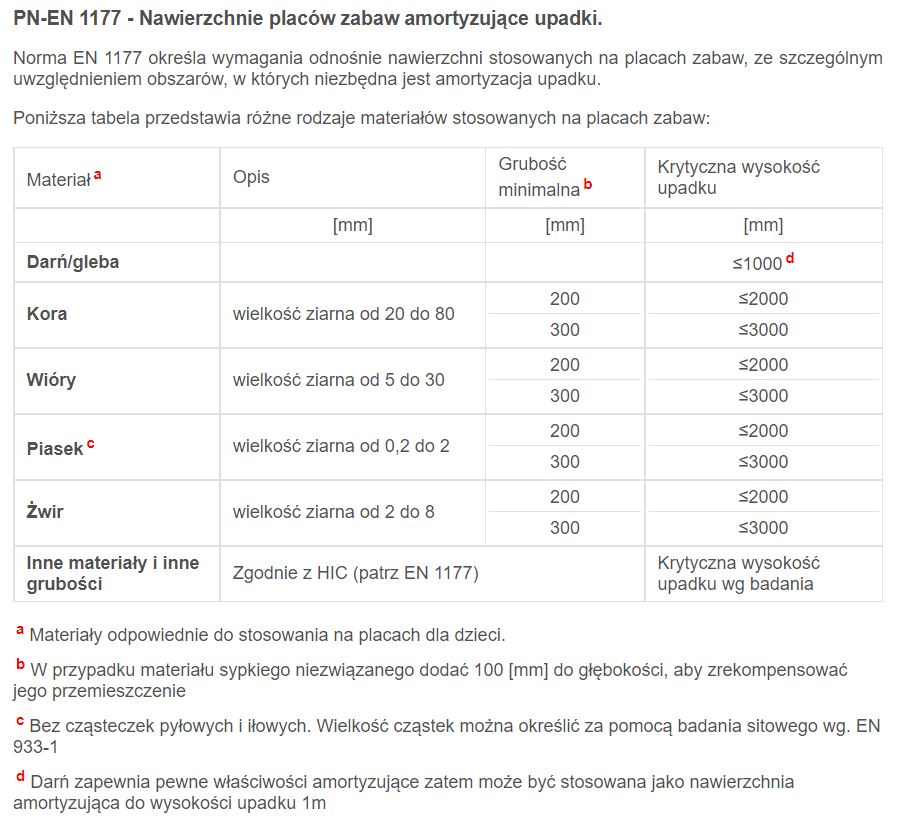 PN-EN 1177 - Nawierzchnie placów zabaw amortyzujące upadki.
Norma EN 1177 określa wymagania odnośnie nawierzchni stosowanych na placach zabaw, ze szczególnym
uwzględnieniem obszarów, w których niezbędna jest amortyzacja upadku.
Poniższa tabela przedstawia różne rodzaje materiałów stosowanych na placach zabaw:
Materiał a Opis Grubość minimalna b Krytyczna wysokość upadku
[mm] [mm] [mm]
Darń/gleba ≤1000 d
Kora wielkość ziarna od 20 do 80 200 ≤2000
300 ≤3000
Wióry wielkość ziarna od 5 do 30 200 ≤2000
300 ≤3000
Piasek c wielkość ziarna od 0,2 do 2 200 ≤2000
300 ≤3000
Żwir wielkość ziarna od 2 do 8 200 ≤2000
300 ≤3000
Inne materiały i inne grubości Zgodnie z HIC (patrz EN 1177) Krytyczna wysokość upadku wg badania
a Materiały odpowiednie do stosowania na placach dla dzieci.
b W przypadku materiału sypkiego niezwiązanego dodać 100 [mm] do głębokości, aby zrekompensować
jego przemieszczenie
c Bez cząsteczek pyłowych i iłowych. Wielkość cząstek można określić za pomocą badania sitowego wg. EN
933-1
d Darń zapewnia pewne właściwości amortyzujące zatem może być stosowana jako nawierzchnia
amortyzująca do wysokości upadku 1m